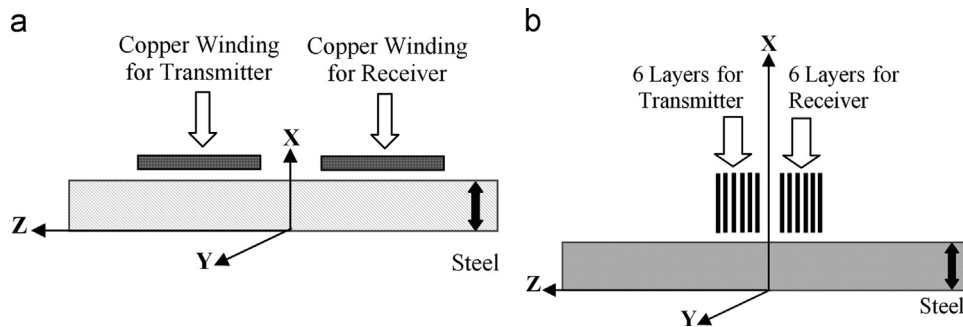 a
Copper Winding
for Transmitter
Copper Winding
for Receiver
X
Z
Y
Steel
b
X
6 Layers for
Transmitter
6 Layers for
Receiver
Z
Y
Steel